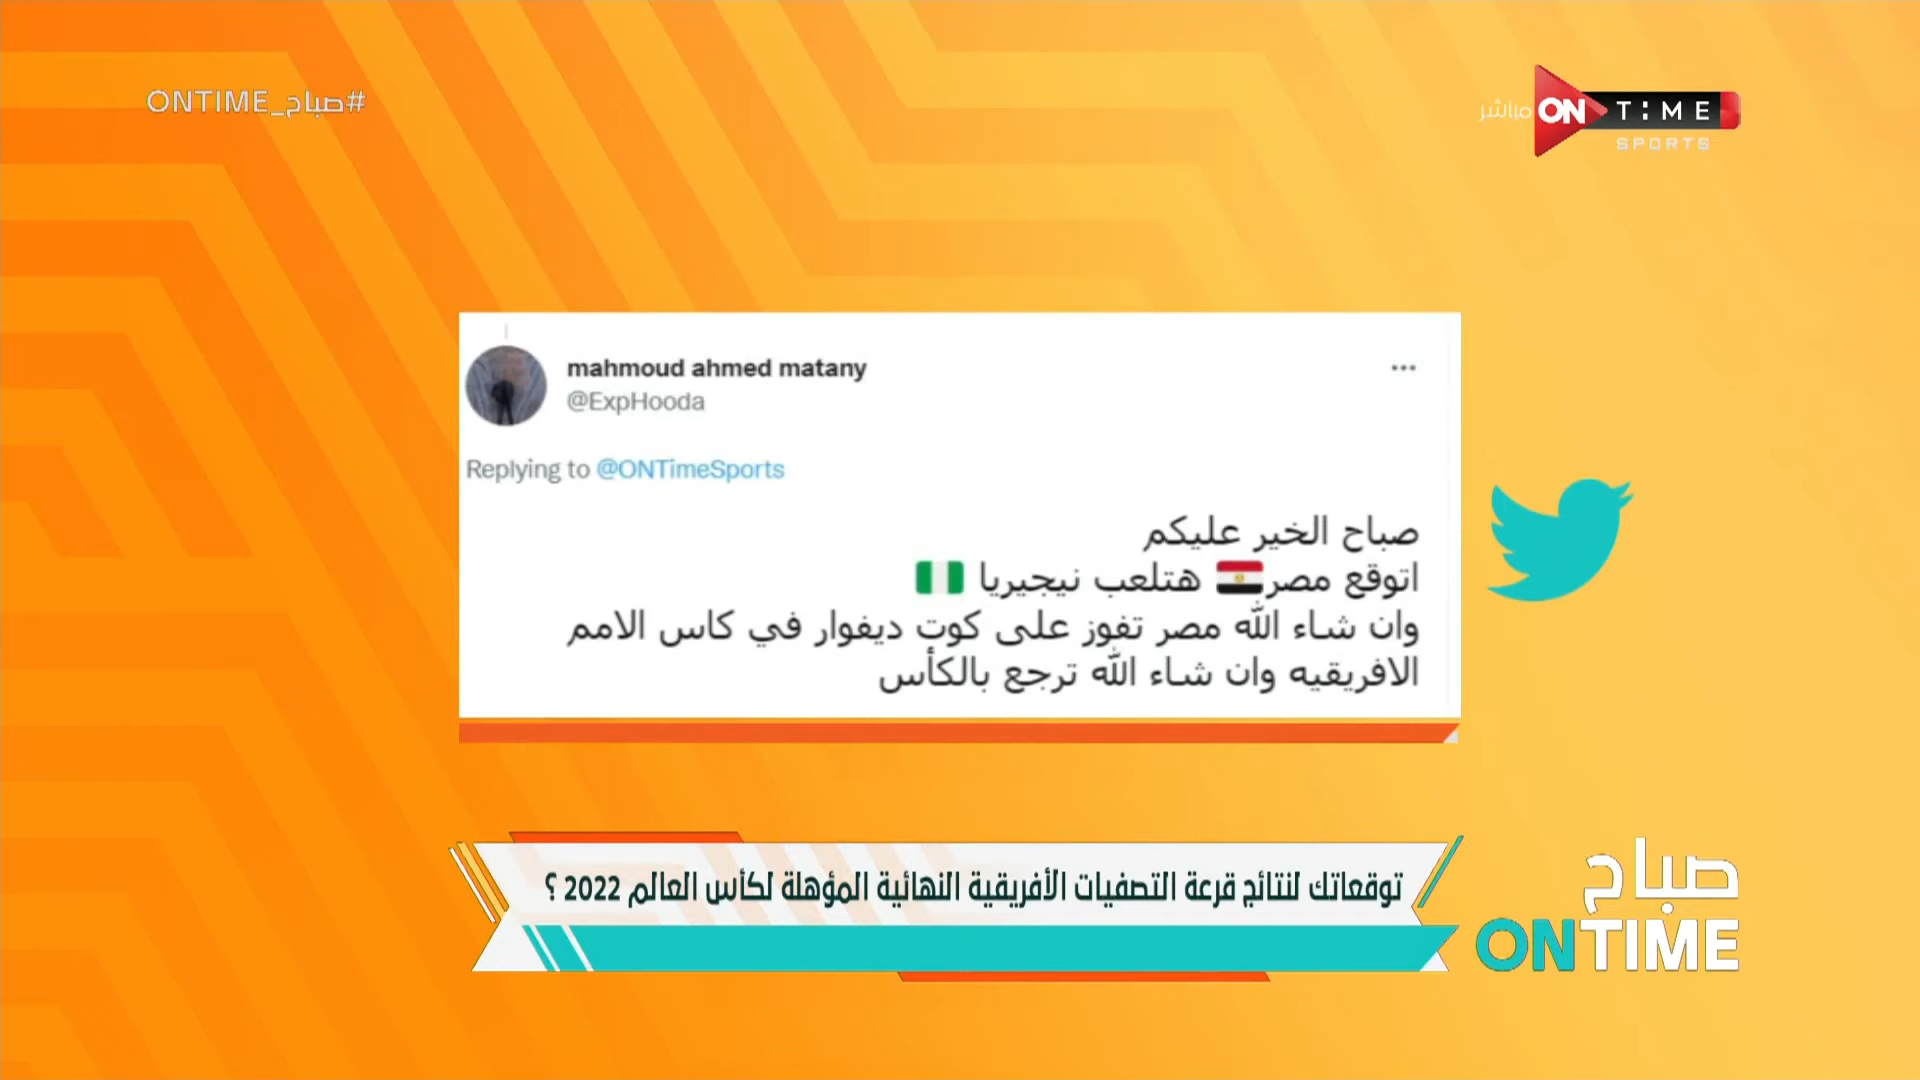 #صباح_ONTIME
مباشر ON TIME
SPORTS
mahmoud ahmed matany
@ExpHooda
Replying to @ONTimeSports
صباح الخير عليكم
اتوقع مصر🇪🇬 هتلعب نيجيريا 🇳🇬
وان شاء الله مصر تفوز على كوت ديفوار في كاس الامم
الافريقيه وان شاء الله ترجع بالكأس
توقعاتك لنتائج قرعة التصفيات الأفريقية النهائية المؤهلة لكأس العالم 2022 ؟
صباح
ONTIME